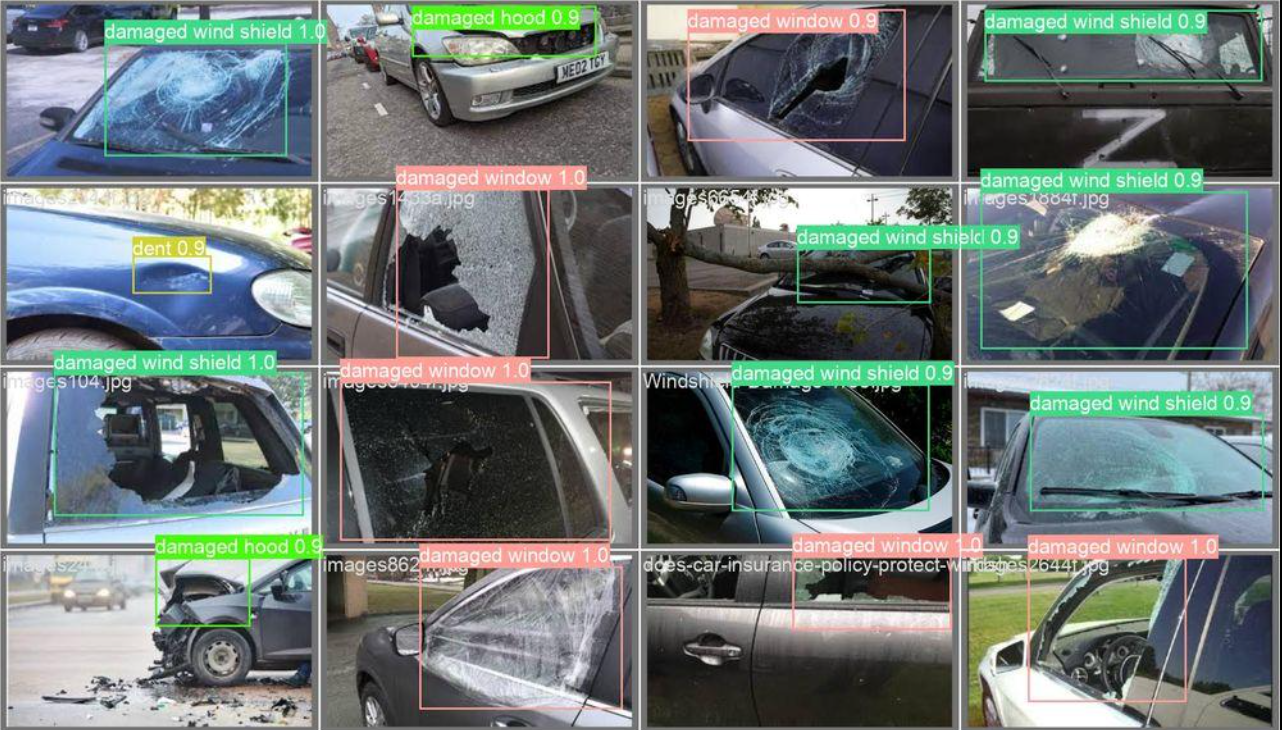 damaged wind shield 1.0
damaged hood 0.9
damaged window 0.9
damaged wind shield 0.9
ME02 TGY
Z
dent 0.9
damaged window 1.0
images1433a.jpg
damaged wind shield 0.9
damaged wind shield 0.9
images1884f.jpg
damaged wind shield 1.0
images104.jpg
damaged window 1.0
damaged wind shield 0.9
damaged wind shield 0.9
damaged hood 0.9
damaged window 1.0
images862
damaged window 1.0
does-car-insurance-policy-protect-w
damaged window 1.0
images2644f.jpg